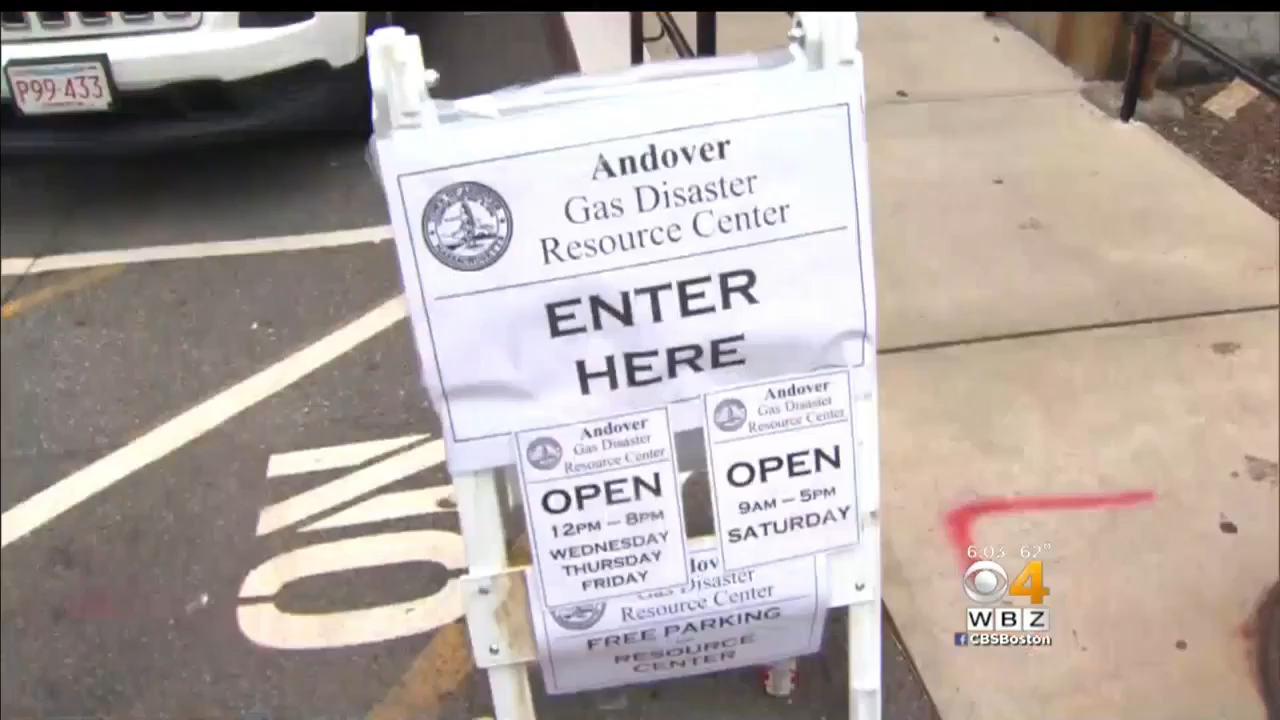 P99·433
Andover
Gas Disaster
Resource Center
ENTER
HERE
Andover
Gas Disaster
Resource Center
OPEN
12PM – 8PM
WEDNESDAY
THURSDAY
FRIDAY
Andover
Gas Disaster
Resource Center
OPEN
9AM – 5PM
SATURDAY
Disaster
Resource Center
FREE PARKING
RESOURCE
CENTER
NO
6:03 62°
4
WBZ
f CBSBoston